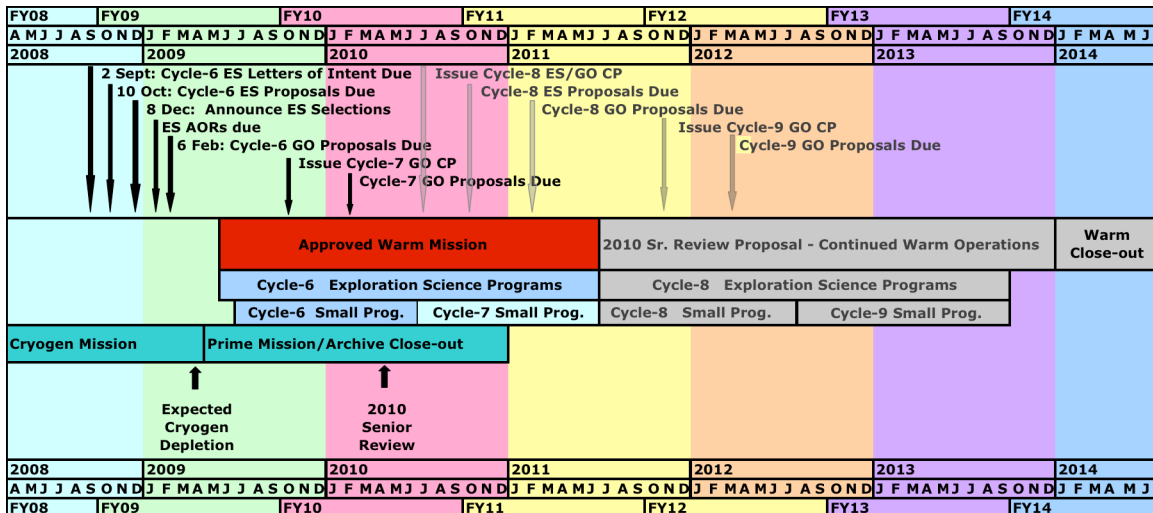 FY08 FY09 FY10 FY11 FY12 FY13 FY14
A M J J A S O N D J F M A M J J A S O N D J F M A M J J A S O N D J F M A M J J A S O N D J F M A M J J A S O N D J F M A M J J A S O N D J F M A M J
2008 2009 2010 2011 2012 2013 2014
2 Sept: Cycle-6 ES Letters of Intent Due Issue Cycle-8 ES/GO CP
10 Oct: Cycle-6 ES Proposals Due Cycle-8 ES Proposals Due
8 Dec: Announce ES Selections Cycle-8 GO Proposals Due
ES AORs due Issue Cycle-9 GO CP
6 Feb: Cycle-6 GO Proposals Due Cycle-9 GO Proposals Due
Issue Cycle-7 GO CP
Cycle-7 GO Proposals Due
Approved Warm Mission 2010 Sr. Review Proposal - Continued Warm Operations Warm
Close-out
Cycle-6 Exploration Science Programs Cycle-8 Exploration Science Programs
Cycle-6 Small Prog. Cycle-7 Small Prog. Cycle-8 Small Prog. Cycle-9 Small Prog.
Cryogen Mission Prime Mission/Archive Close-out
Expected 2010
Cryogen Senior
Depletion Review
2008 2009 2010 2011 2012 2013 2014
A M J J A S O N D J F M A M J J A S O N D J F M A M J J A S O N D J F M A M J J A S O N D J F M A M J J A S O N D J F M A M J J A S O N D J F M A M J
FY08 FY09 FY10 FY11 FY12 FY13 FY14